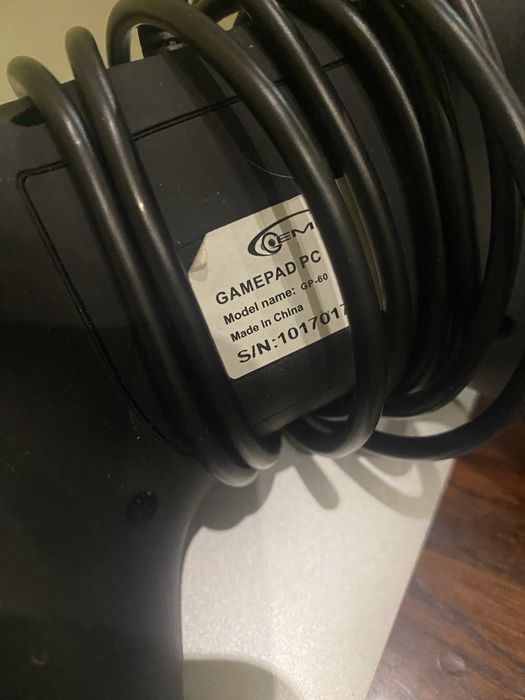 GAMEPAD PC
Model name: GP-60
Made In China
S/N:1017017